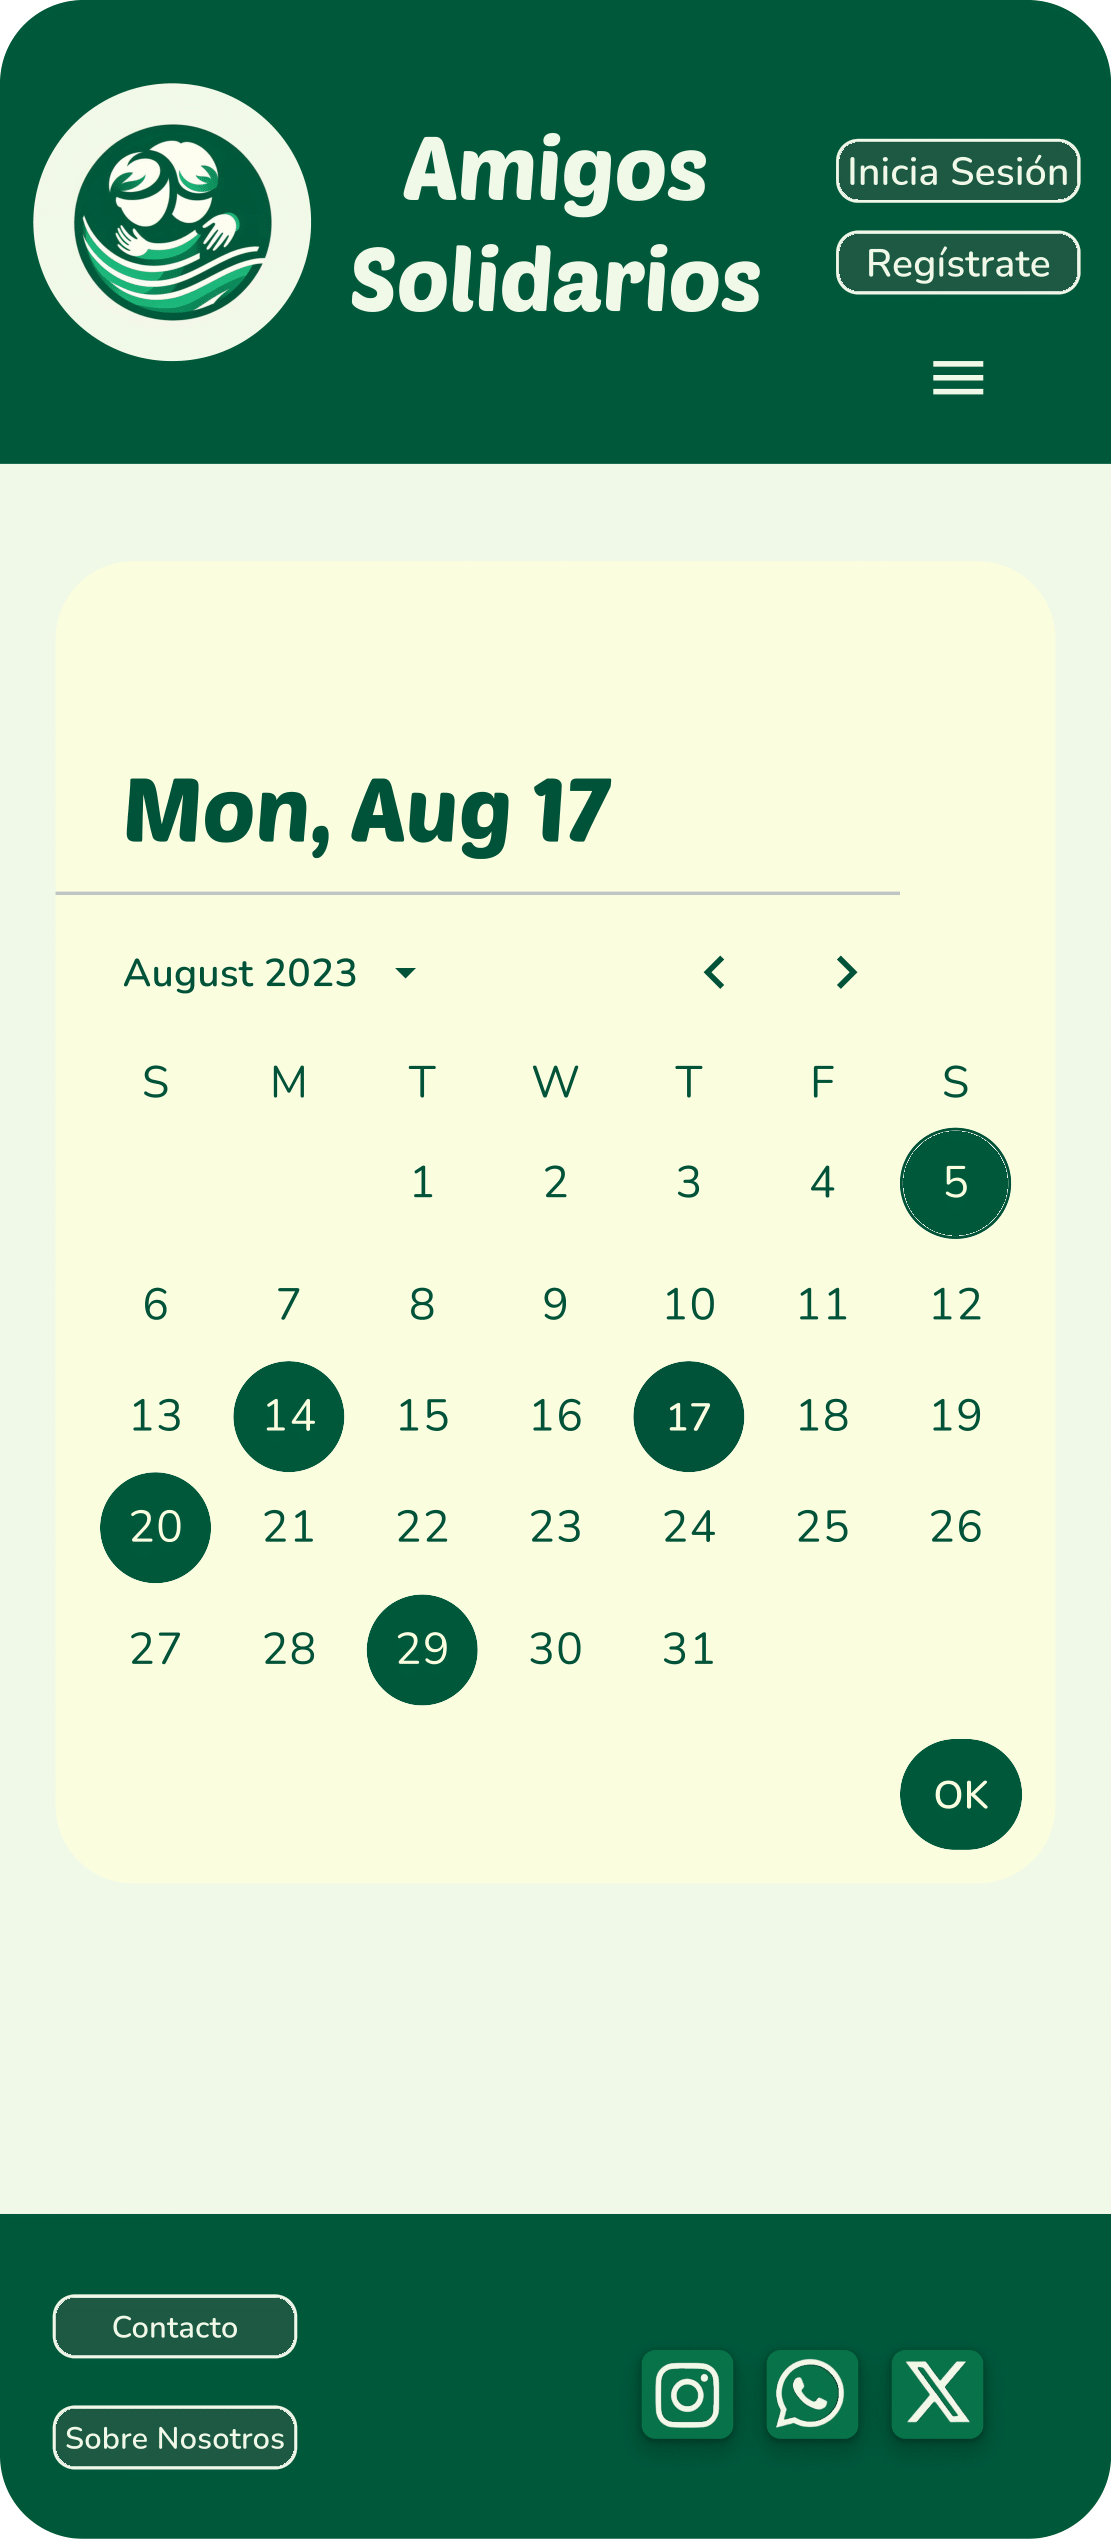 Amigos
Solidarios
Inicia Sesión
Regístrate
Mon, Aug 17
August 2023
S M T W T F S
1 2 3 4 5
6 7 8 9 10 11 12
13 14 15 16 17 18 19
20 21 22 23 24 25 26
27 28 29 30 31
OK
Contacto
Sobre Nosotros